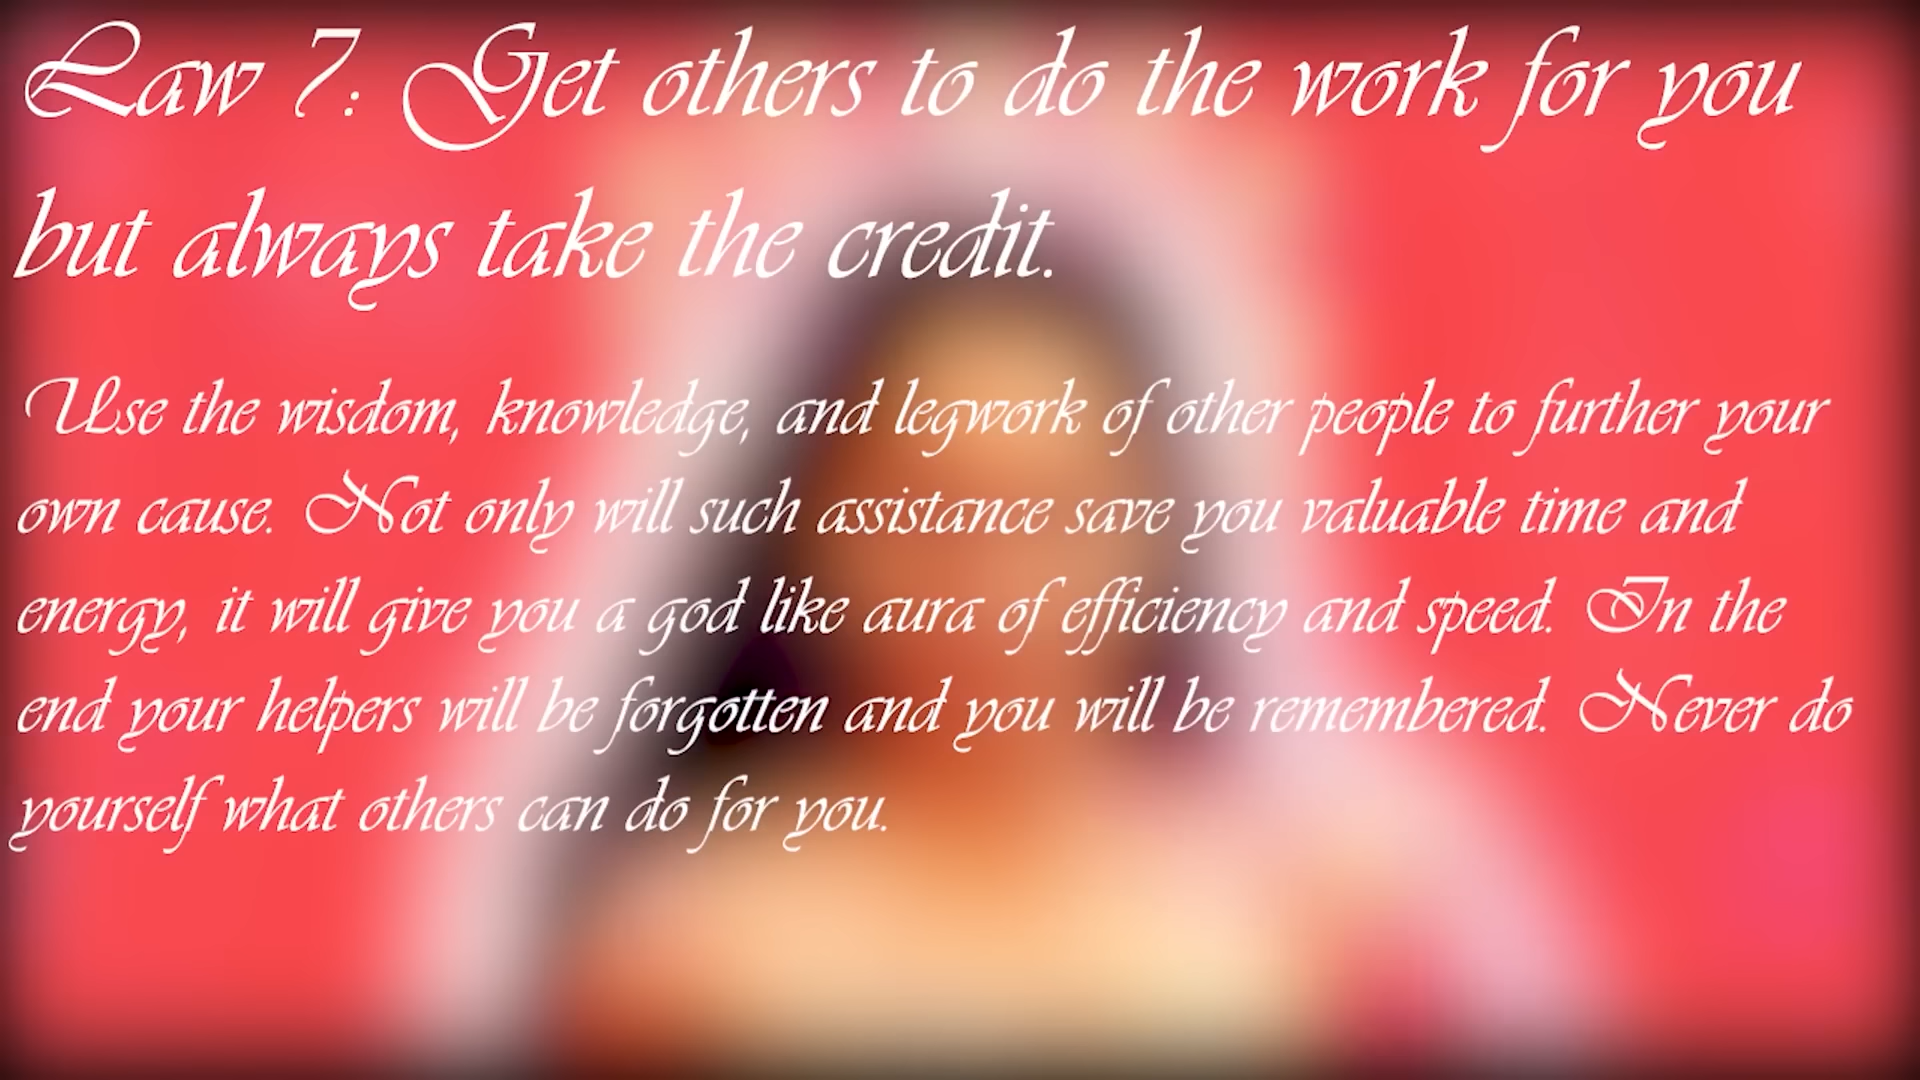 Law 7: Get others to do the work for you
but always take the credit.
Use the wisdom, knowledge, and legwork of other people to further your
own cause. Not only will such assistance save you valuable time and
energy, it will give you a god like aura of efficiency and speed. In the
end your helpers will be forgotten and you will be remembered. Never do
yourself what others can do for you.